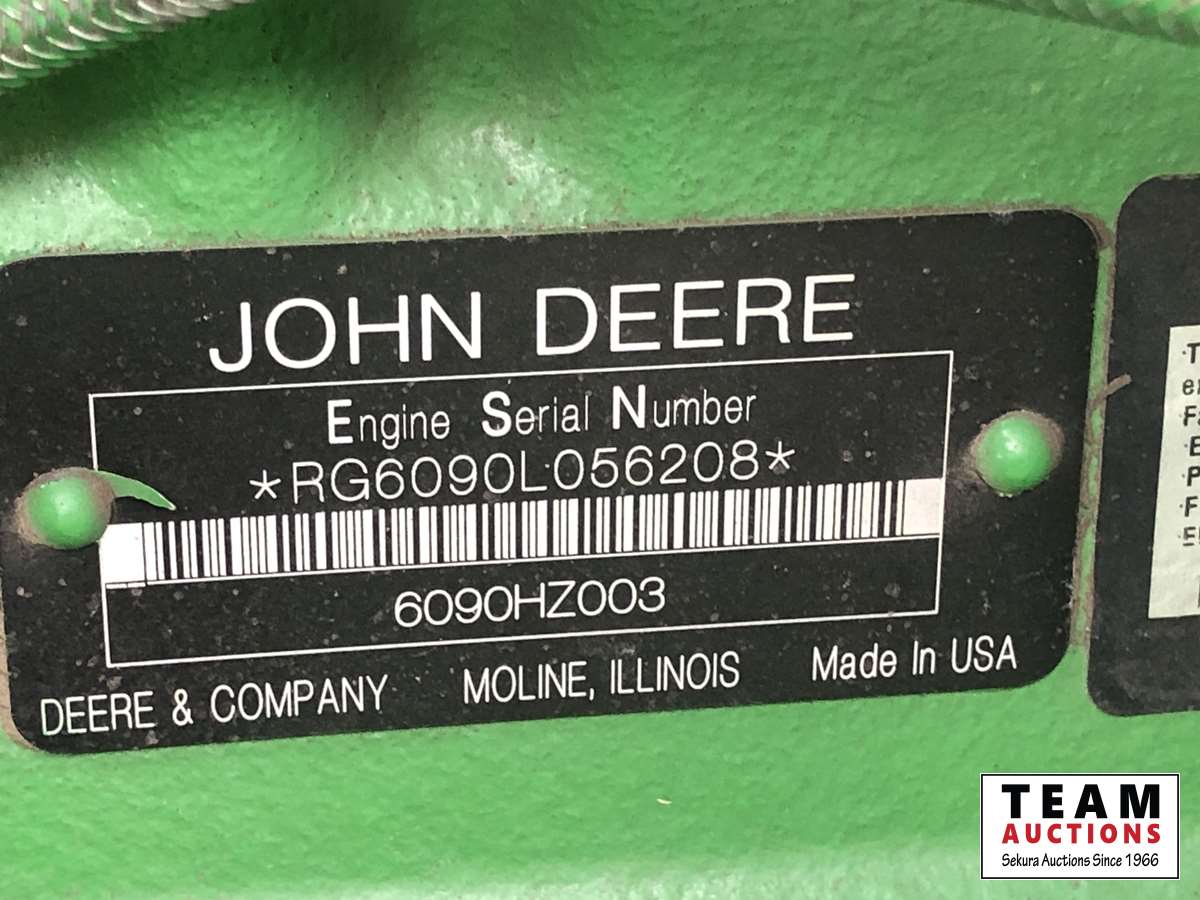 JOHN DEERE
Engine Serial Number
*RG6090L056208*
6090HZ003
DEERE & COMPANY MOLINE, ILLINOIS Made In USA
TEAM
AUCTIONS
Sekura Auctions Since 1966